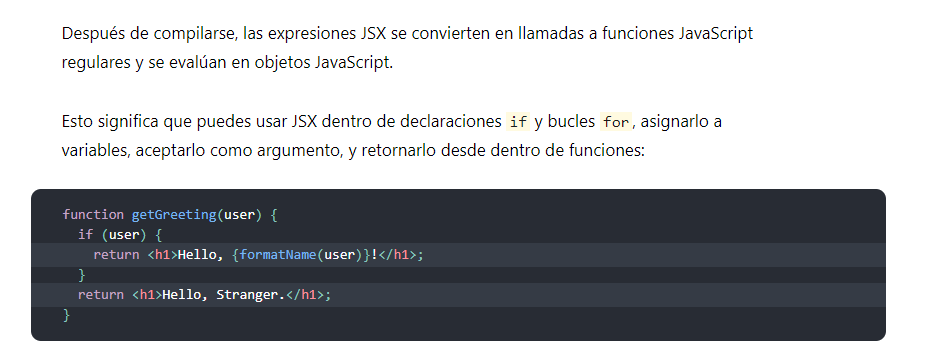 Después de compilarse, las expresiones JSX se convierten en llamadas a funciones JavaScript
regulares y se evalúan en objetos JavaScript.
Esto significa que puedes usar JSX dentro de declaraciones if y bucles for, asignarlo a
variables, aceptarlo como argumento, y retornarlo desde dentro de funciones:
function getGreeting(user) {
  if (user) {
    return <h1>Hello, {formatName(user)}!</h1>;
  }
  return <h1>Hello, Stranger.</h1>;
}